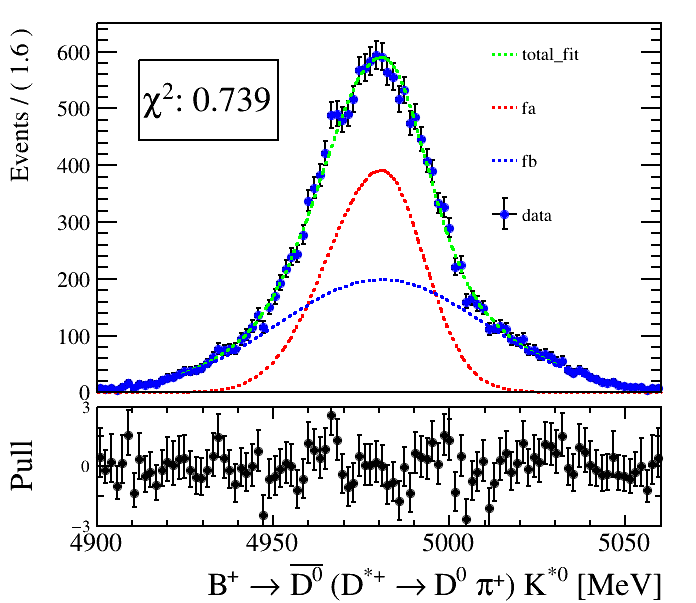 Events / ( 1.6 )
600
500
400
300
200
100
0
χ²: 0.739
total_fit
fa
fb
data
Pull
3
0
−3
4900 4950 5000 5050
B⁺ → D̅⁰ (D*⁺ → D⁰ π⁺) K*⁰ [MeV]